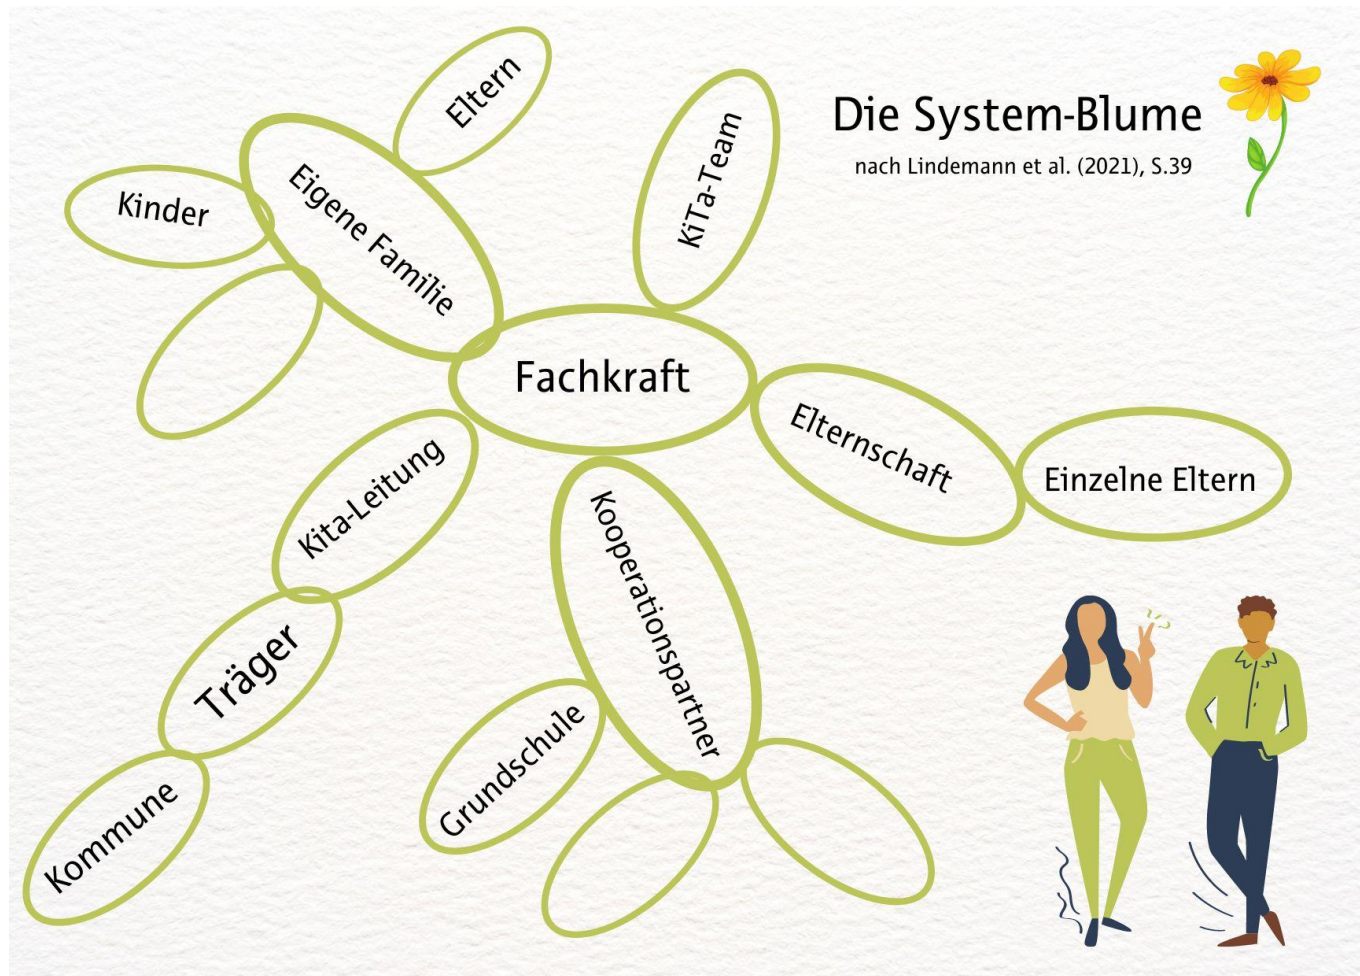 Die System-Blume
nach Lindemann et al. (2021), S.39
Eltern
KiTa-Team
Kinder
Eigene Familie
Fachkraft
Elternschaft
Einzelne Eltern
Kita-Leitung
Kooperationspartner
Träger
Grundschule
Kommune